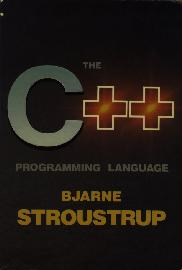 THE
C++
PROGRAMMING LANGUAGE
BJARNE
STROUSTRUP